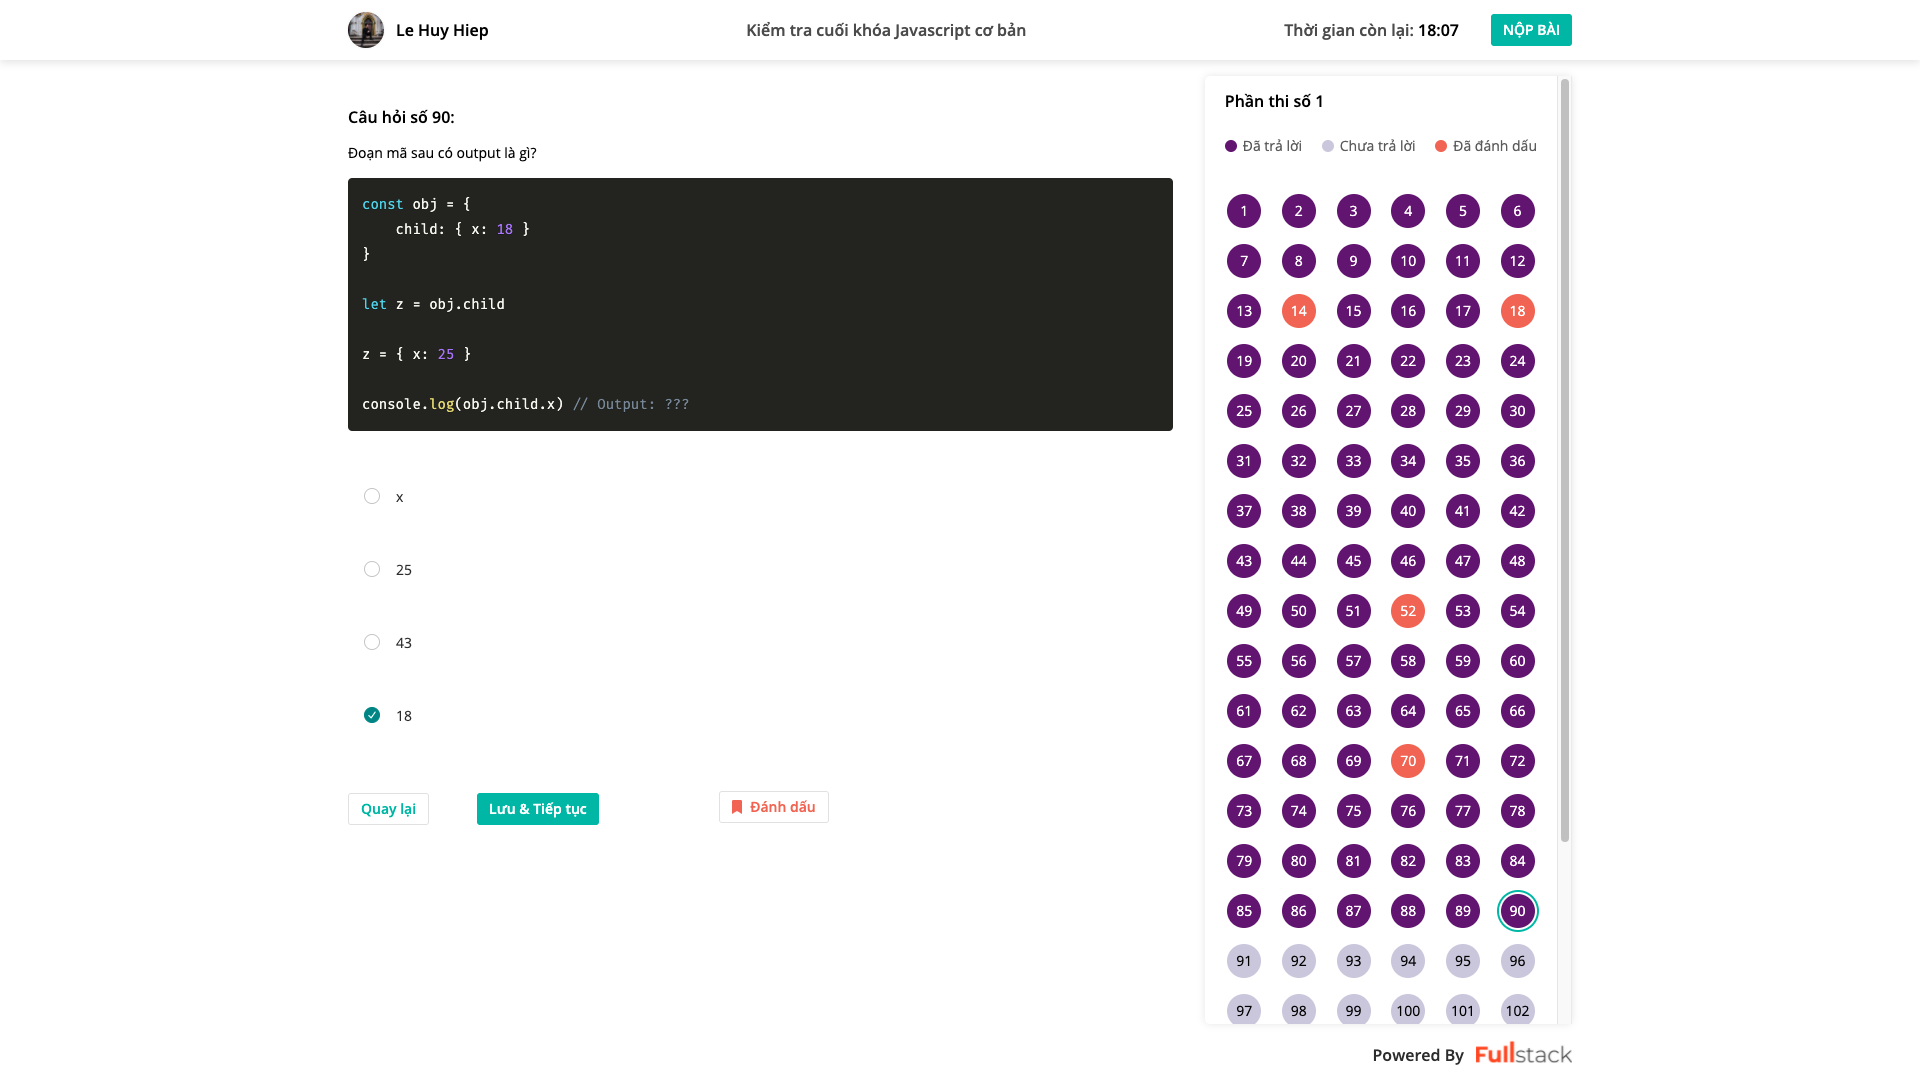 Le Huy Hiep
Kiểm tra cuối khóa Javascript cơ bản
Thời gian còn lại: 18:07
NỘP BÀI
Câu hỏi số 90:
Đoạn mã sau có output là gì?
const obj = {
    child: { x: 18 }
}
let z = obj.child
z = { x: 25 }
console.log(obj.child.x) // Output: ???
x
25
43
18
Quay lại
Lưu & Tiếp tục
Đánh dấu
Phần thi số 1
Đã trả lời Chưa trả lời Đã đánh dấu
1 2 3 4 5 6
7 8 9 10 11 12
13 14 15 16 17 18
19 20 21 22 23 24
25 26 27 28 29 30
31 32 33 34 35 36
37 38 39 40 41 42
43 44 45 46 47 48
49 50 51 52 53 54
55 56 57 58 59 60
61 62 63 64 65 66
67 68 69 70 71 72
73 74 75 76 77 78
79 80 81 82 83 84
85 86 87 88 89 90
91 92 93 94 95 96
97 98 99 100 101 102
Powered By Fullstack